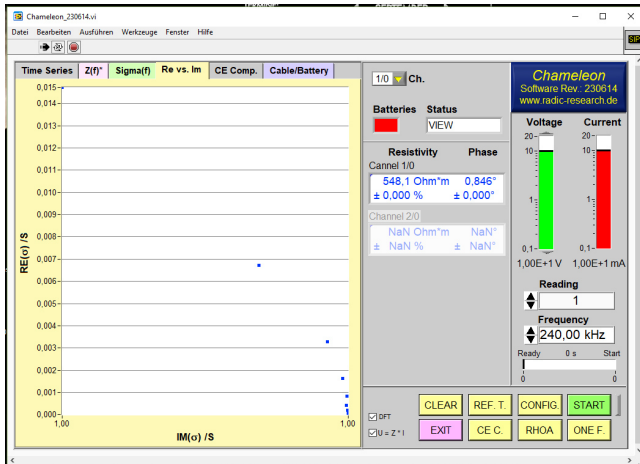 Chameleon_230614.vi
Datei Bearbeiten Ausführen Werkzeuge Fenster Hilfe
SIP
Time Series Z(f)* Sigma(f) Re vs. Im CE Comp. Cable/Battery
RE(σ) /S
0,015
0,014
0,013
0,012
0,011
0,010
0,009
0,008
0,007
0,006
0,005
0,004
0,003
0,002
0,001
0,000
1,00 1,00
IM(σ) /S
1/0 Ch.
Batteries Status
VIEW
Resistivity Phase
Cannel 1/0
548,1 Ohm*m 0,846°
± 0,000 % ± 0,000°
Channel 2/0
NaN Ohm*m NaN°
± NaN % ± NaN°
Chameleon
Software Rev.: 230614
www.radic-research.de
Voltage Current
20 20
10 10
1 1
0,1 0,1
1,00E+1 V 1,00E+1 mA
Reading
1
Frequency
240,00 kHz
Ready 0 s Start
0 0
DFT
U = Z * I
CLEAR REF. T. CONFIG. START
EXIT CE C. RHOA ONE F.